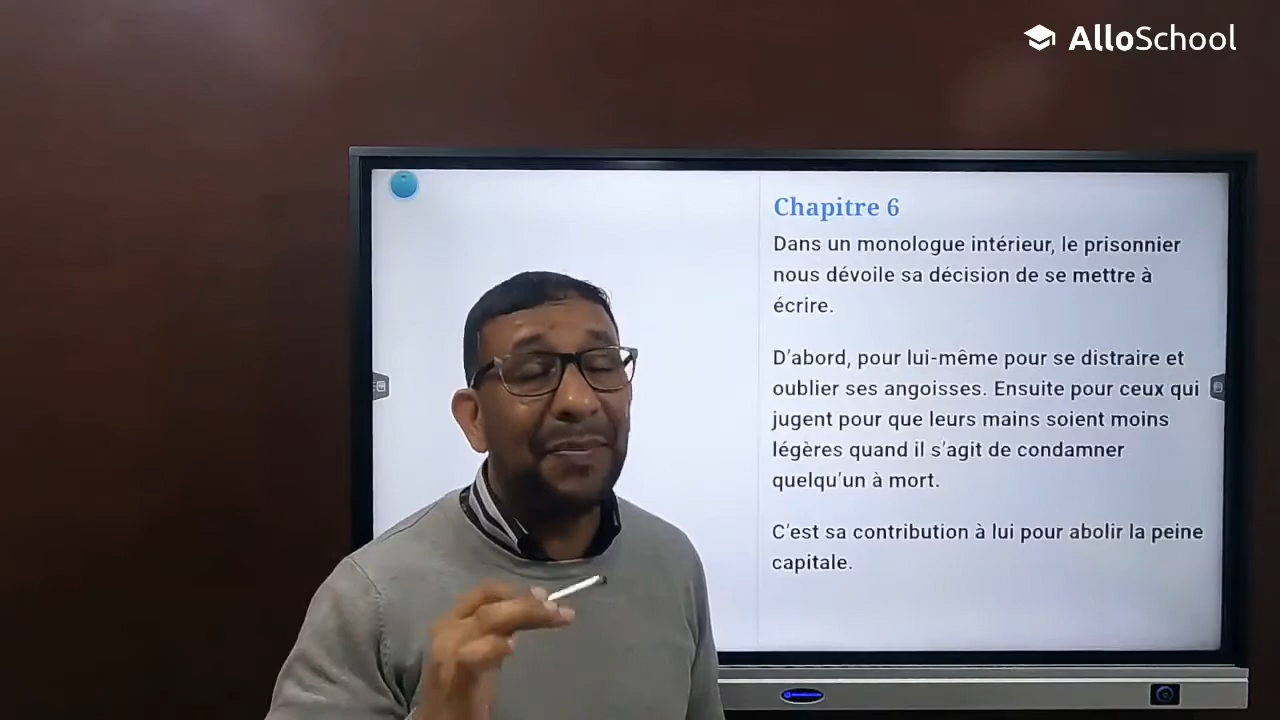 AlloSchool
Chapitre 6
Dans un monologue intérieur, le prisonnier
nous dévoile sa décision de se mettre à
écrire.
D'abord, pour lui-même pour se distraire et
oublier ses angoisses. Ensuite pour ceux qui
jugent pour que leurs mains soient moins
légères quand il s'agit de condamner
quelqu'un à mort.
C'est sa contribution à lui pour abolir la peine
capitale.